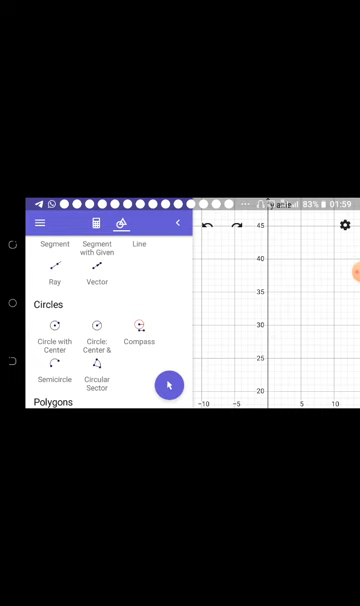 83% 01:59
y axis
Segment
Segment
with Given
Line
Ray
Vector
Circles
Circle with
Center
Circle:
Center &
Compass
Semicircle
Circular
Sector
Polygons
45
40
35
30
25
20
-10 -5 5 10